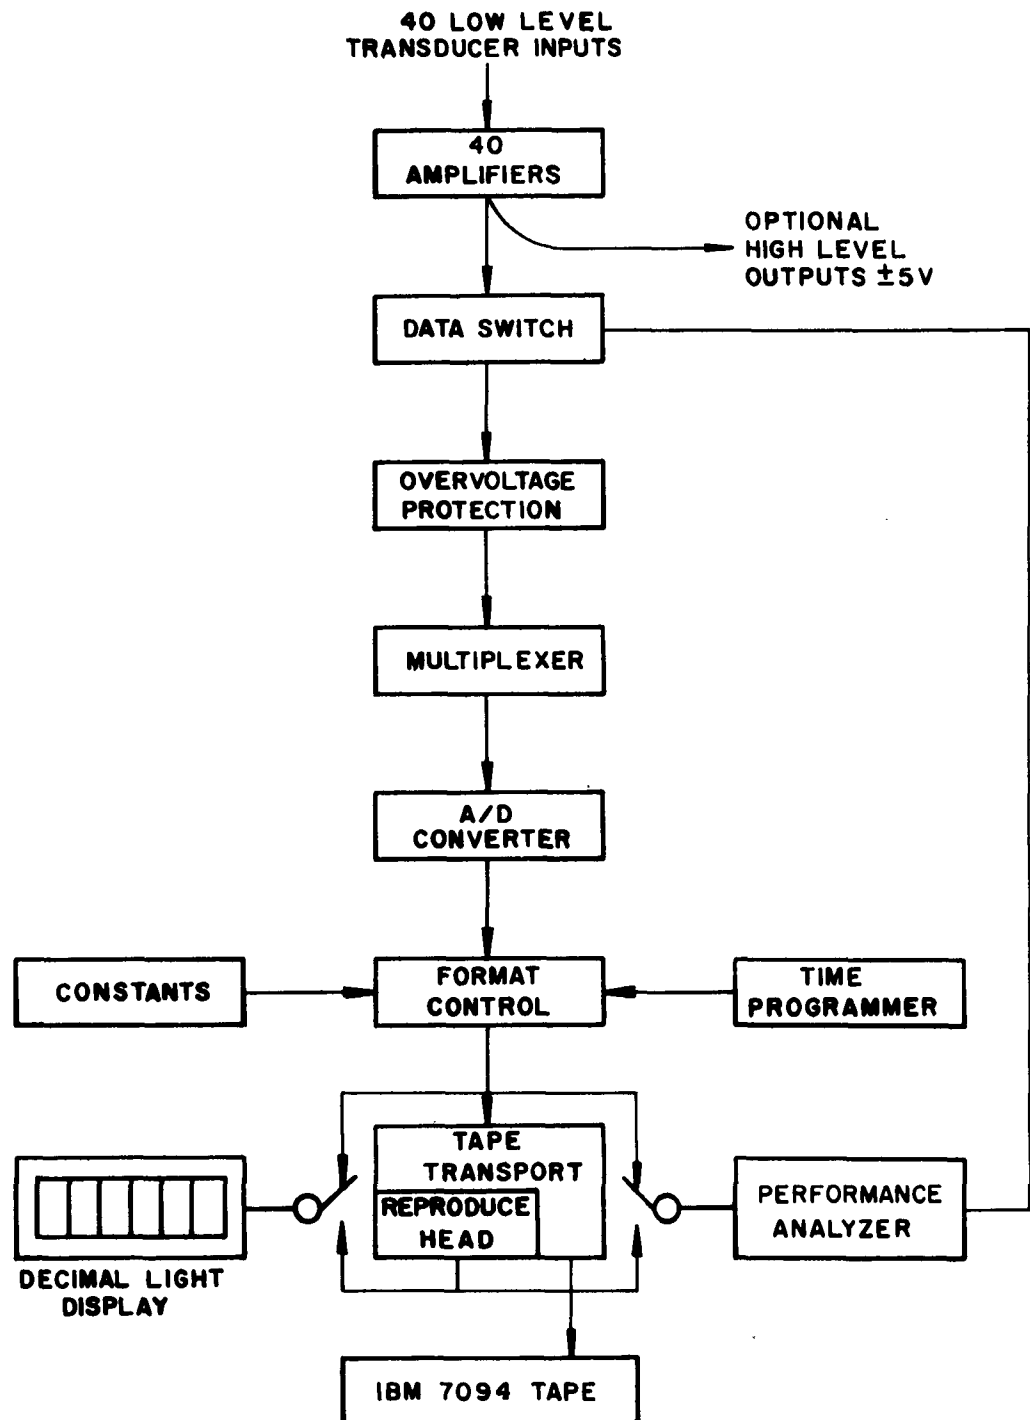 40 LOW LEVEL
TRANSDUCER INPUTS
40
AMPLIFIERS
OPTIONAL
HIGH LEVEL
OUTPUTS ±5V
DATA SWITCH
OVERVOLTAGE
PROTECTION
MULTIPLEXER
A/D
CONVERTER
CONSTANTS
FORMAT
CONTROL
TIME
PROGRAMMER
TAPE
TRANSPORT
REPRODUCE
HEAD
PERFORMANCE
ANALYZER
DECIMAL LIGHT
DISPLAY
IBM 7094 TAPE